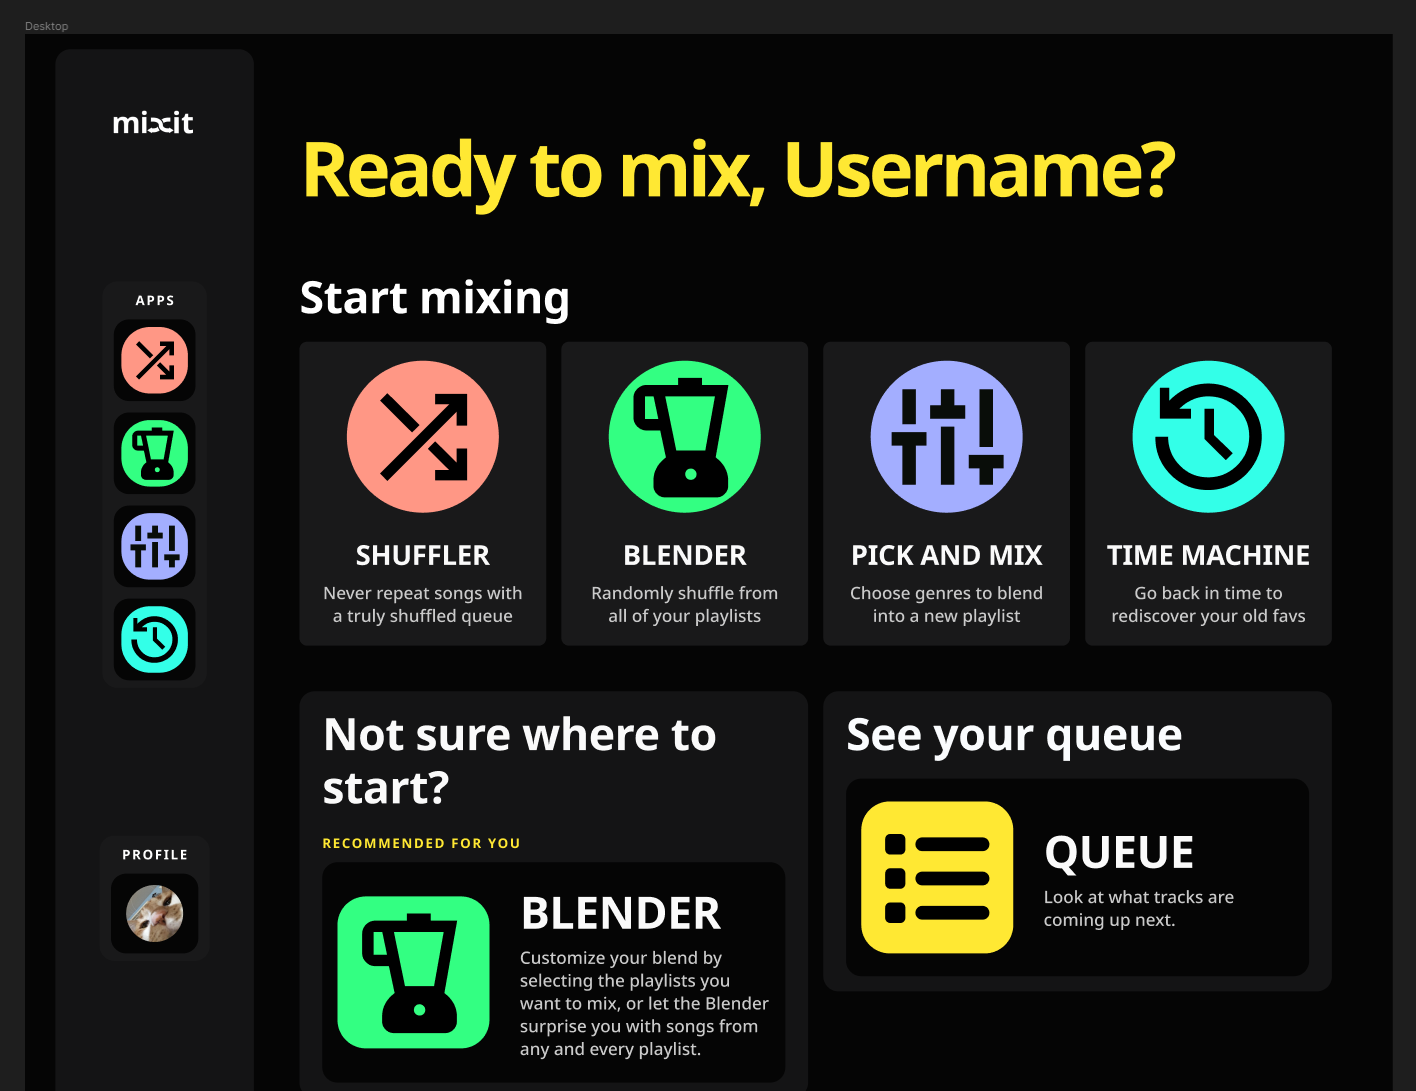 Desktop
mixit
Ready to mix, Username?
APPS
PROFILE
Start mixing
SHUFFLER
Never repeat songs with
a truly shuffled queue
BLENDER
Randomly shuffle from
all of your playlists
PICK AND MIX
Choose genres to blend
into a new playlist
TIME MACHINE
Go back in time to
rediscover your old favs
Not sure where to
start?
RECOMMENDED FOR YOU
BLENDER
Customize your blend by
selecting the playlists you
want to mix, or let the Blender
surprise you with songs from
any and every playlist.
See your queue
QUEUE
Look at what tracks are
coming up next.